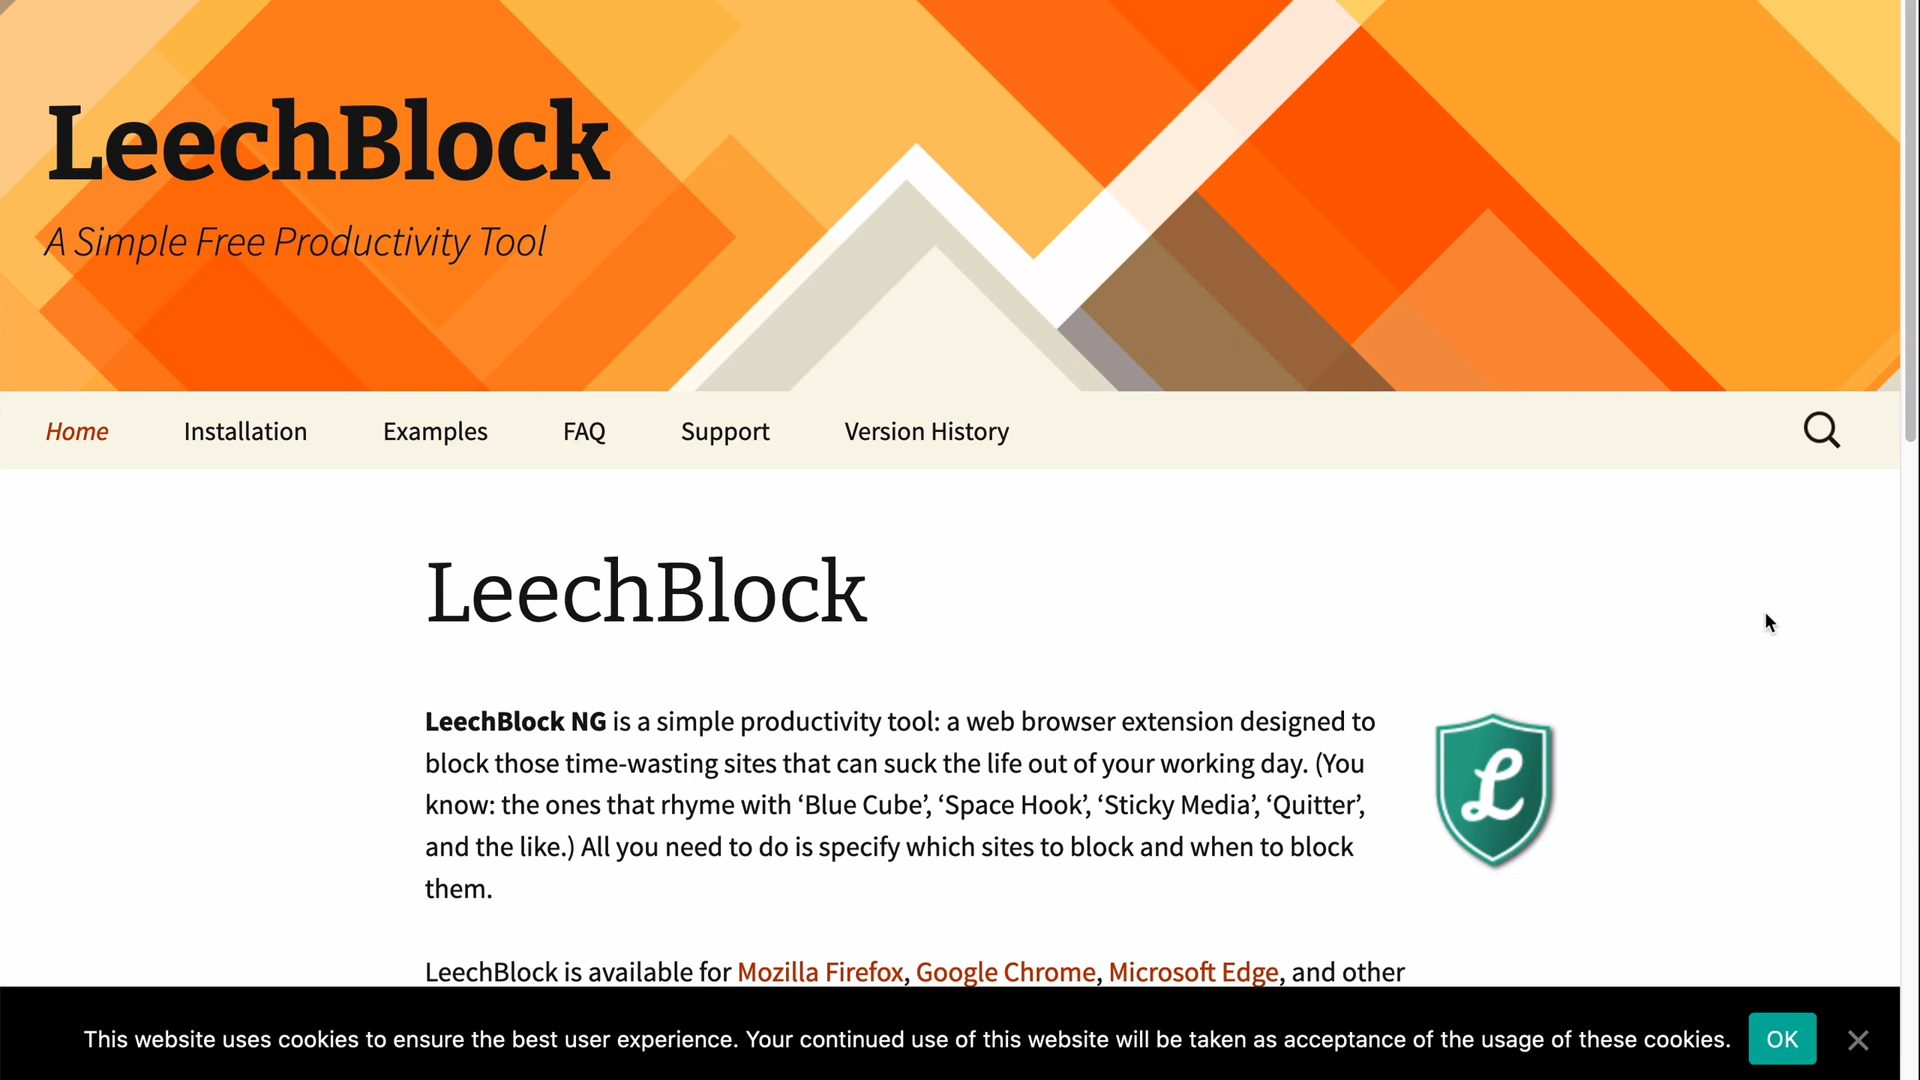 LeechBlock
A Simple Free Productivity Tool
Home Installation Examples FAQ Support Version History
LeechBlock
LeechBlock NG is a simple productivity tool: a web browser extension designed to
block those time-wasting sites that can suck the life out of your working day. (You
know: the ones that rhyme with ‘Blue Cube’, ‘Space Hook’, ‘Sticky Media’, ‘Quitter’,
and the like.) All you need to do is specify which sites to block and when to block
them.
L
LeechBlock is available for Mozilla Firefox, Google Chrome, Microsoft Edge, and other
This website uses cookies to ensure the best user experience. Your continued use of this website will be taken as acceptance of the usage of these cookies. OK